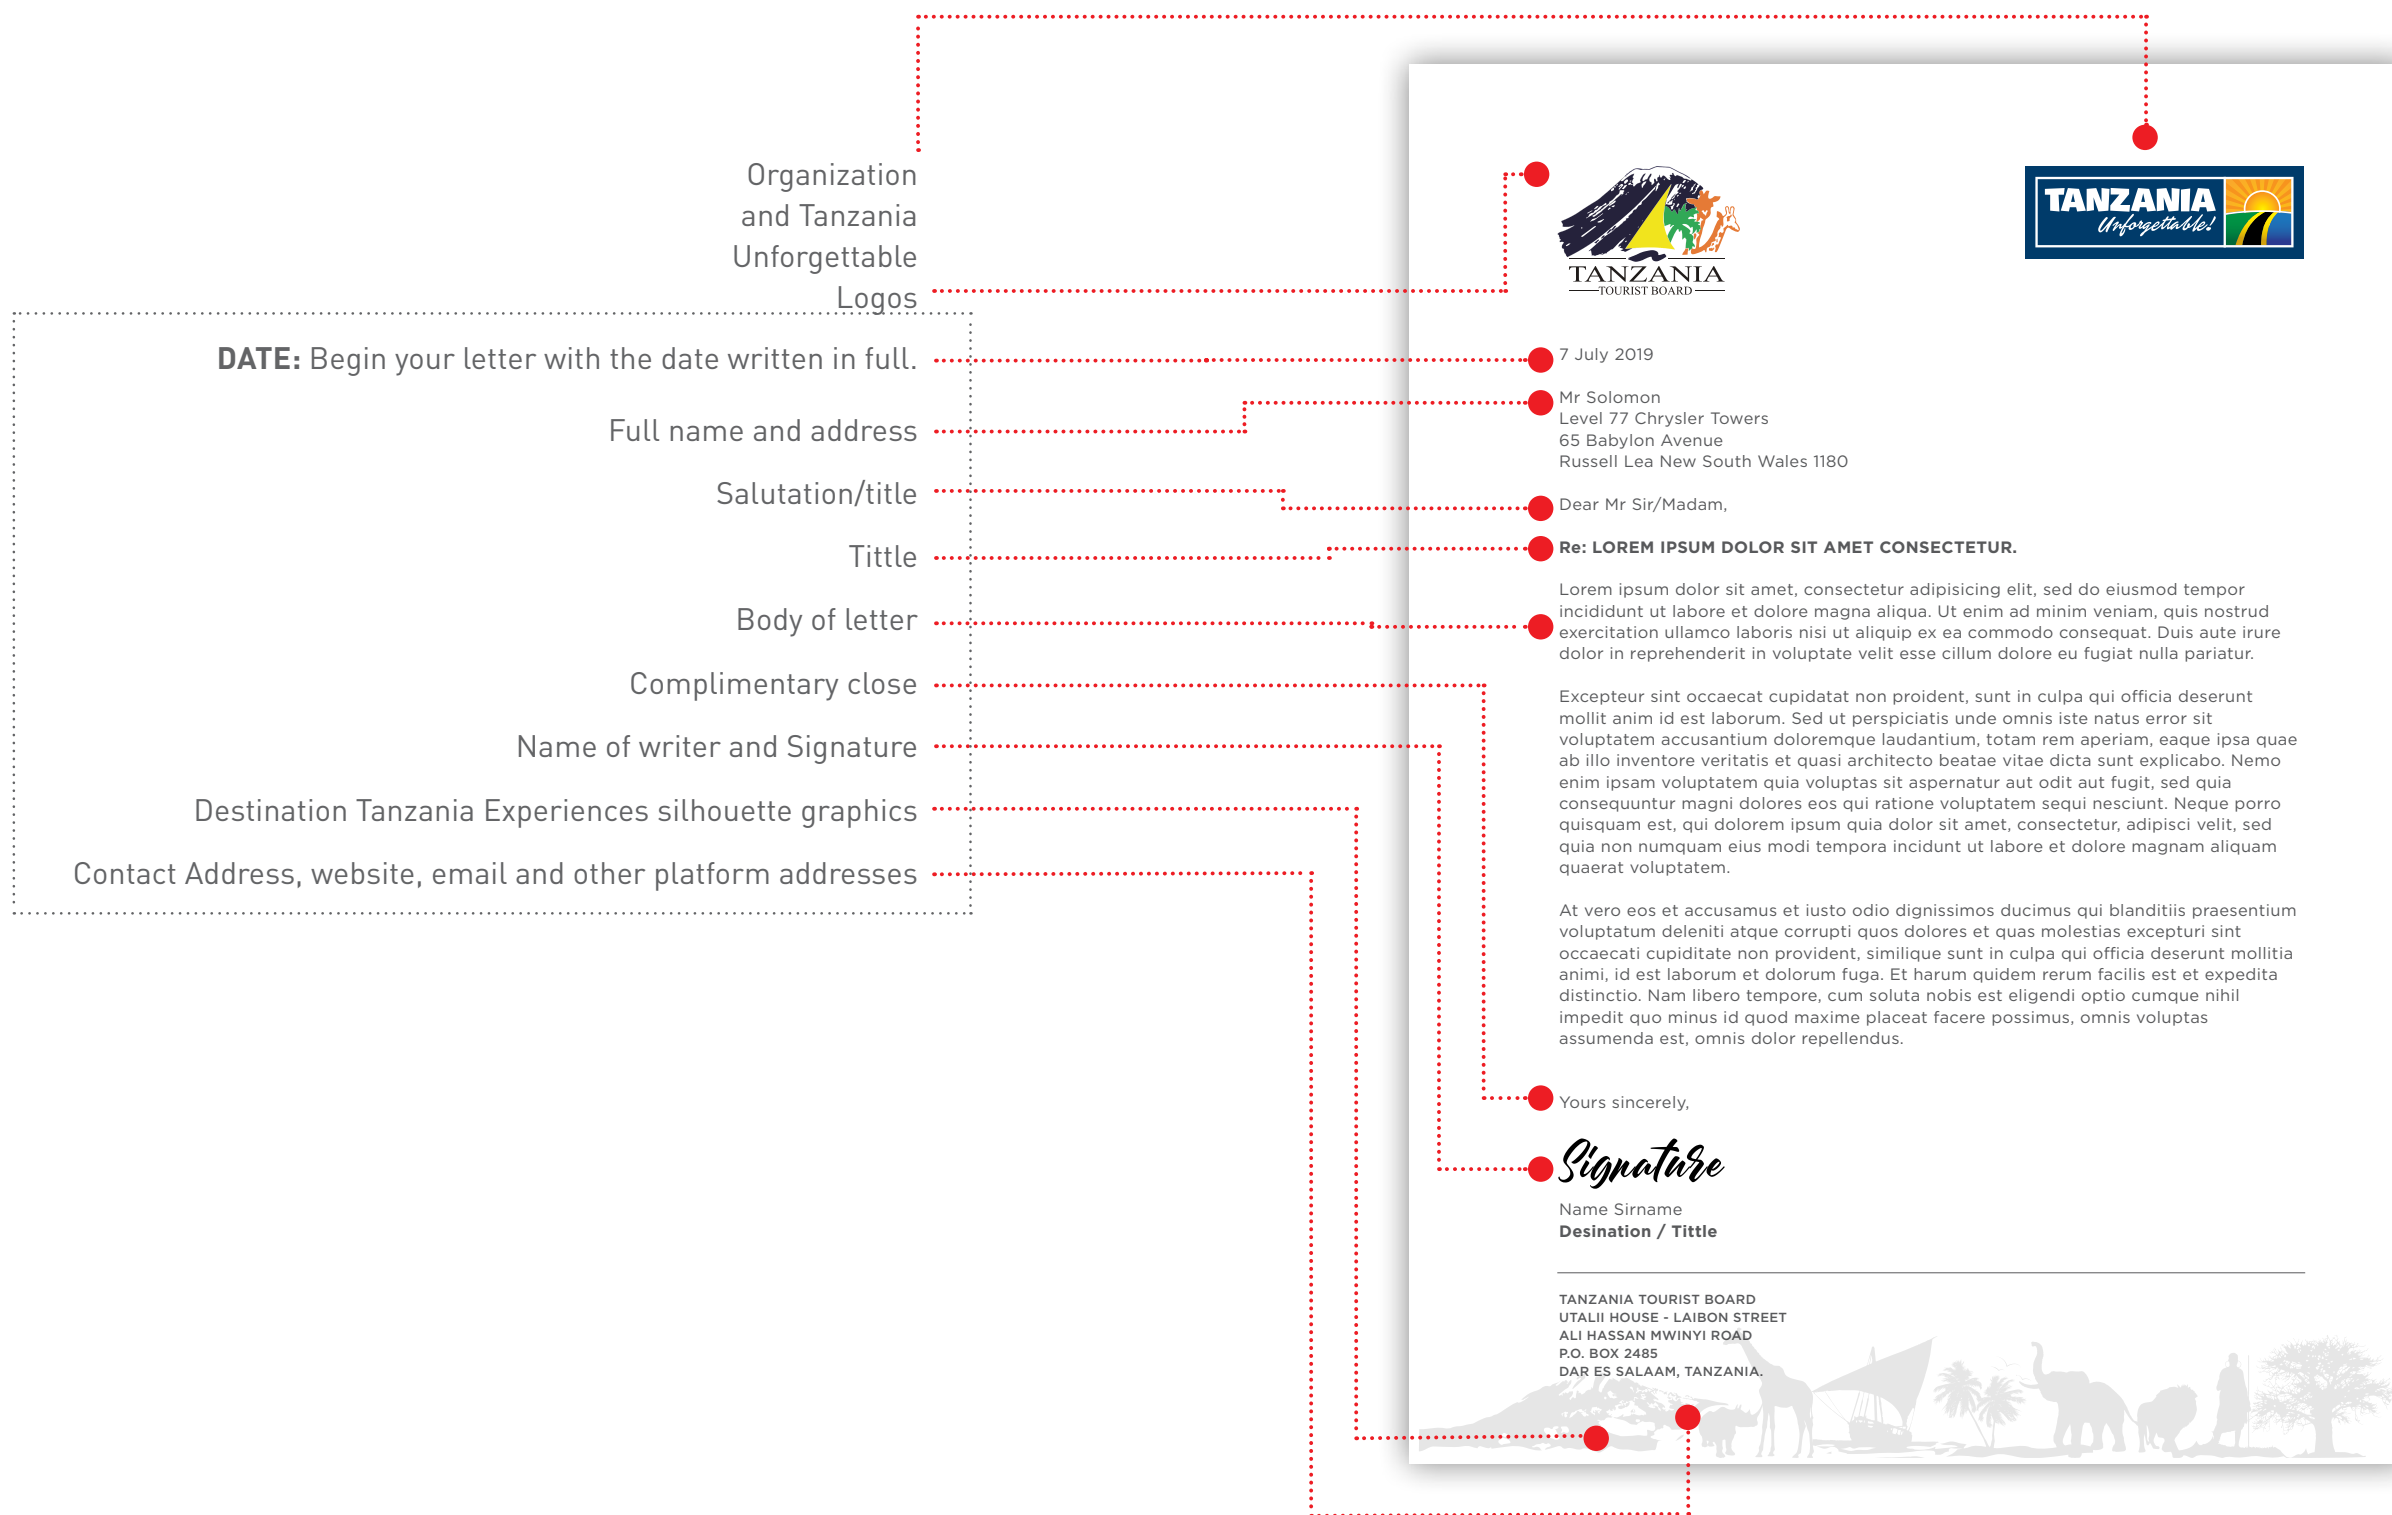 Organization
and Tanzania
Unforgettable
Logos
DATE: Begin your letter with the date written in full.
Full name and address
Salutation/title
Tittle
Body of letter
Complimentary close
Name of writer and Signature
Destination Tanzania Experiences silhouette graphics
Contact Address, website, email and other platform addresses
TANZANIA
TOURIST BOARD
TANZANIA
Unforgettable!
7 July 2019
Mr Solomon
Level 77 Chrysler Towers
65 Babylon Avenue
Russell Lea New South Wales 1180
Dear Mr Sir/Madam,
Re: LOREM IPSUM DOLOR SIT AMET CONSECTETUR.
Lorem ipsum dolor sit amet, consectetur adipisicing elit, sed do eiusmod tempor
incididunt ut labore et dolore magna aliqua. Ut enim ad minim veniam, quis nostrud
exercitation ullamco laboris nisi ut aliquip ex ea commodo consequat. Duis aute irure
dolor in reprehenderit in voluptate velit esse cillum dolore eu fugiat nulla pariatur.
Excepteur sint occaecat cupidatat non proident, sunt in culpa qui officia deserunt
mollit anim id est laborum. Sed ut perspiciatis unde omnis iste natus error sit
voluptatem accusantium doloremque laudantium, totam rem aperiam, eaque ipsa quae
ab illo inventore veritatis et quasi architecto beatae vitae dicta sunt explicabo. Nemo
enim ipsam voluptatem quia voluptas sit aspernatur aut odit aut fugit, sed quia
consequuntur magni dolores eos qui ratione voluptatem sequi nesciunt. Neque porro
quisquam est, qui dolorem ipsum quia dolor sit amet, consectetur, adipisci velit, sed
quia non numquam eius modi tempora incidunt ut labore et dolore magnam aliquam
quaerat voluptatem.
At vero eos et accusamus et iusto odio dignissimos ducimus qui blanditiis praesentium
voluptatum deleniti atque corrupti quos dolores et quas molestias excepturi sint
occaecati cupiditate non provident, similique sunt in culpa qui officia deserunt mollitia
animi, id est laborum et dolorum fuga. Et harum quidem rerum facilis est et expedita
distinctio. Nam libero tempore, cum soluta nobis est eligendi optio cumque nihil
impedit quo minus id quod maxime placeat facere possimus, omnis voluptas
assumenda est, omnis dolor repellendus.
Yours sincerely,
Signature
Name Sirname
Desination / Tittle
TANZANIA TOURIST BOARD
UTALII HOUSE - LAIBON STREET
ALI HASSAN MWINYI ROAD
P.O. BOX 2485
DAR ES SALAAM, TANZANIA.